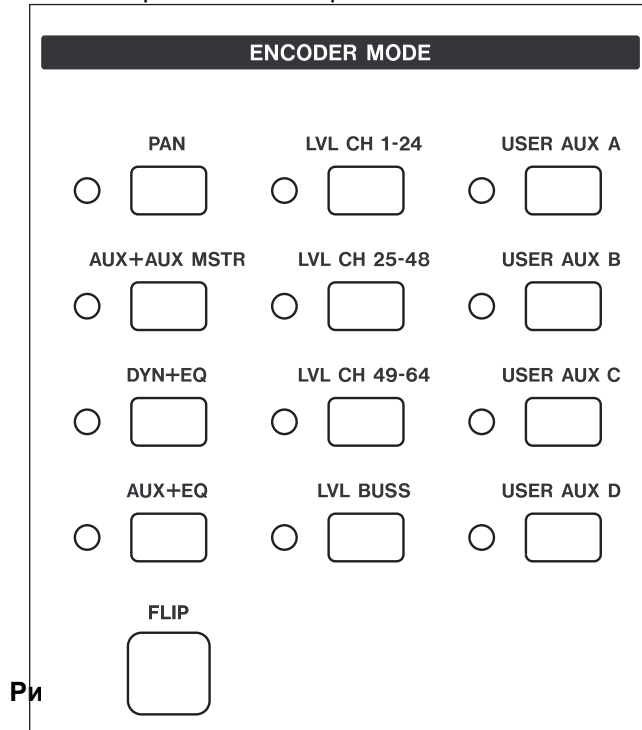 ENCODER MODE
PAN LVL CH 1-24 USER AUX A
AUX+AUX MSTR LVL CH 25-48 USER AUX B
DYN+EQ LVL CH 49-64 USER AUX C
AUX+EQ LVL BUSS USER AUX D
FLIP
Ри